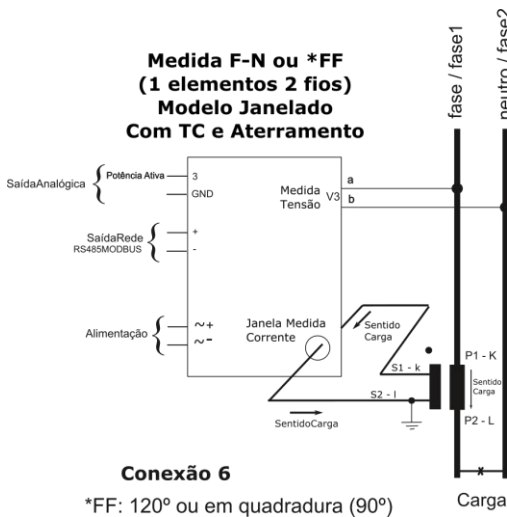 Medida F-N ou *FF
(1 elementos 2 fios)
Modelo Janelado
Com TC e Aterramento
fase / fase1
neutro / fase2
SaídaAnalógica
Potência Ativa
3
GND
Medida
Tensão
V3
a
b
SaídaRede
RS485MODBUS
+
-
Alimentação
~+
~-
Janela Medida
Corrente
Sentido
Carga
S1 - k
S2 - l
SentidoCarga
P1 - K
Sentido
Carga
P2 - L
Conexão 6
*FF: 120º ou em quadradura (90º)
Carga